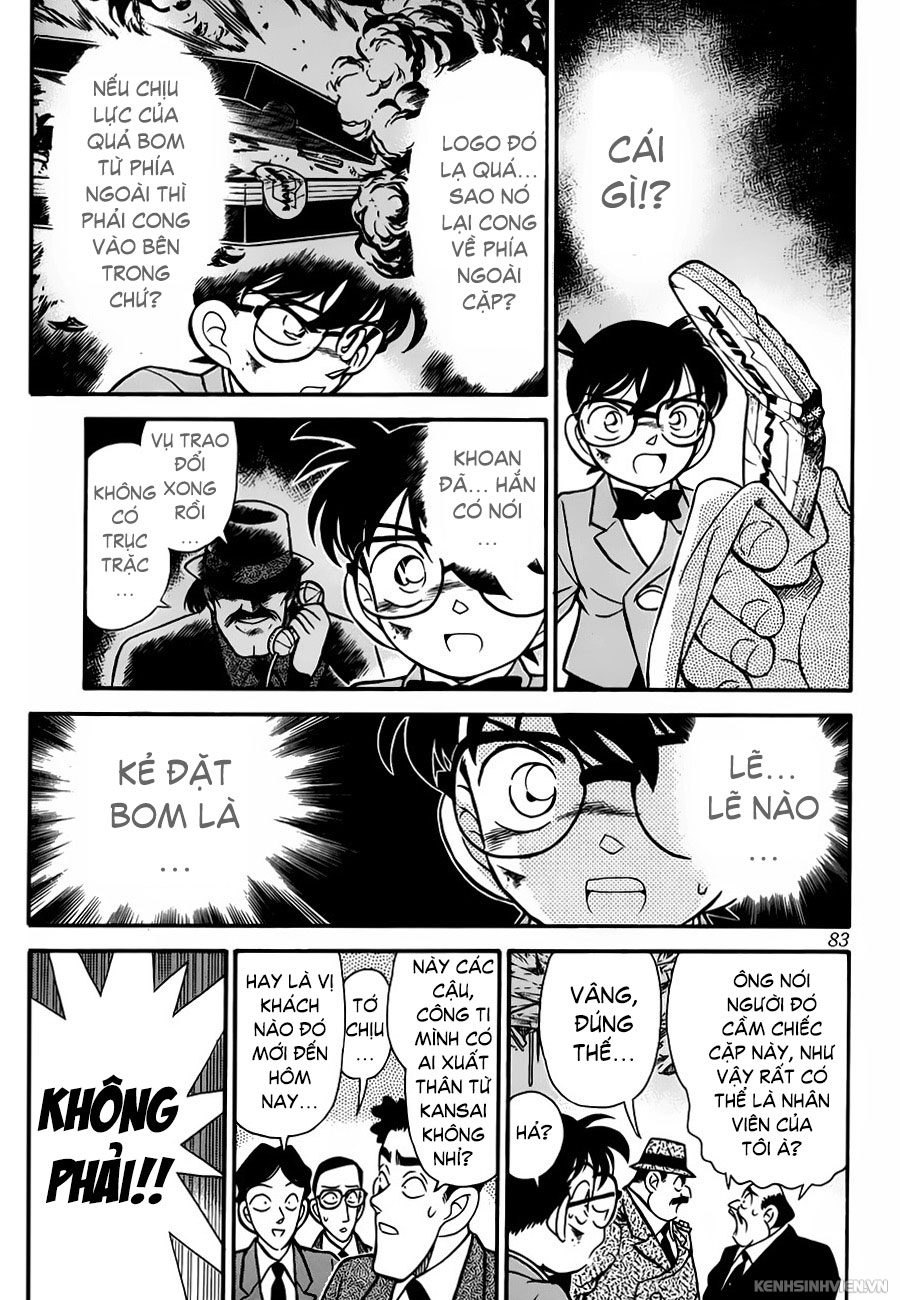 CÁI
GÌ!?
LOGO ĐÓ
LẠ QUÁ...
SAO NÓ
LẠI CONG
VỀ PHÍA
NGOÀI
CẶP?
NẾU CHỊU
LỰC CỦA
QUẢ BOM
TỪ PHÍA
NGOÀI THÌ
PHẢI CONG
VÀO BÊN
TRONG
CHỨ?
KHOAN
ĐÃ... HẮN
CÓ NÓI
...
VỤ TRAO
ĐỔI
XONG
RỒI ...
KHÔNG
CÓ
TRỤC
TRẶC
...
LẼ...
LẼ NÀO
...
KẺ ĐẶT
BOM LÀ
...
83
ÔNG NÓI
NGƯỜI ĐÓ
CẦM CHIẾC
CẶP NÀY, NHƯ
VẬY RẤT CÓ
THỂ LÀ NHÂN
VIÊN CỦA
TÔI À?
VÂNG,
ĐÚNG
THẾ...
HẢ?
NÀY CÁC
CẬU,
CÔNG TI
MÌNH CÓ
AI XUẤT
THÂN TỪ
KANSAI
KHÔNG
NHỈ?
TỚ
CHỊU
...
HAY LÀ VỊ
KHÁCH
NÀO ĐÓ
MỚI ĐẾN
HÔM
NAY...
KHÔNG
PHẢI!!
KENHSINHVIEN.VN